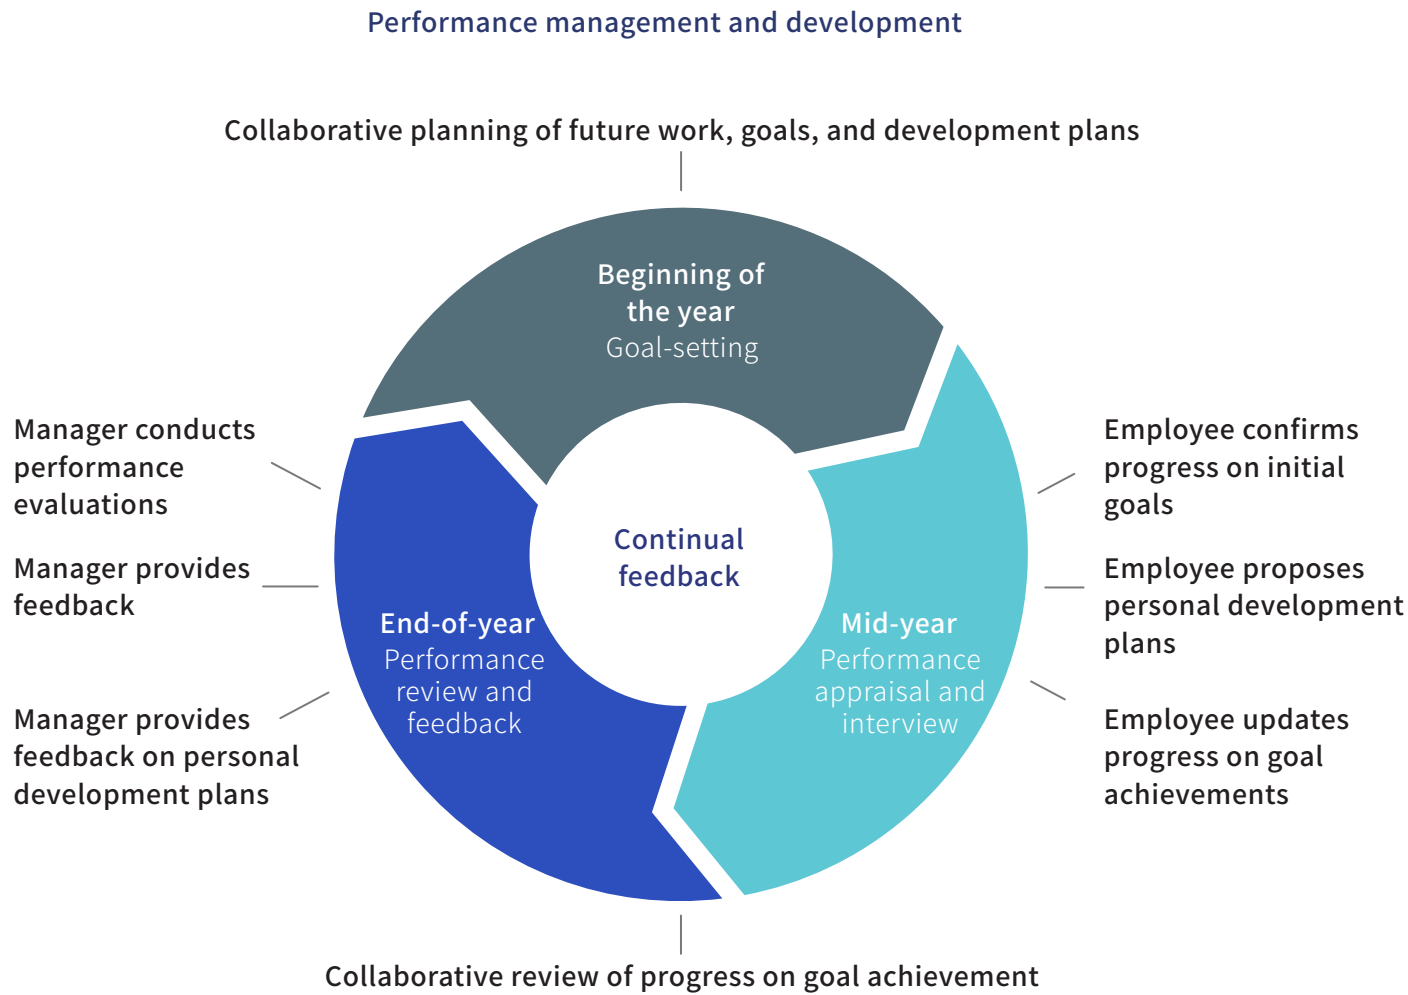 Performance management and development
Collaborative planning of future work, goals, and development plans
Beginning of
the year
Goal-setting
Manager conducts
performance
evaluations
Manager provides
feedback
Manager provides
feedback on personal
development plans
Continual
feedback
End-of-year
Performance
review and
feedback
Mid-year
Performance
appraisal and
interview
Employee confirms
progress on initial
goals
Employee proposes
personal development
plans
Employee updates
progress on goal
achievements
Collaborative review of progress on goal achievement